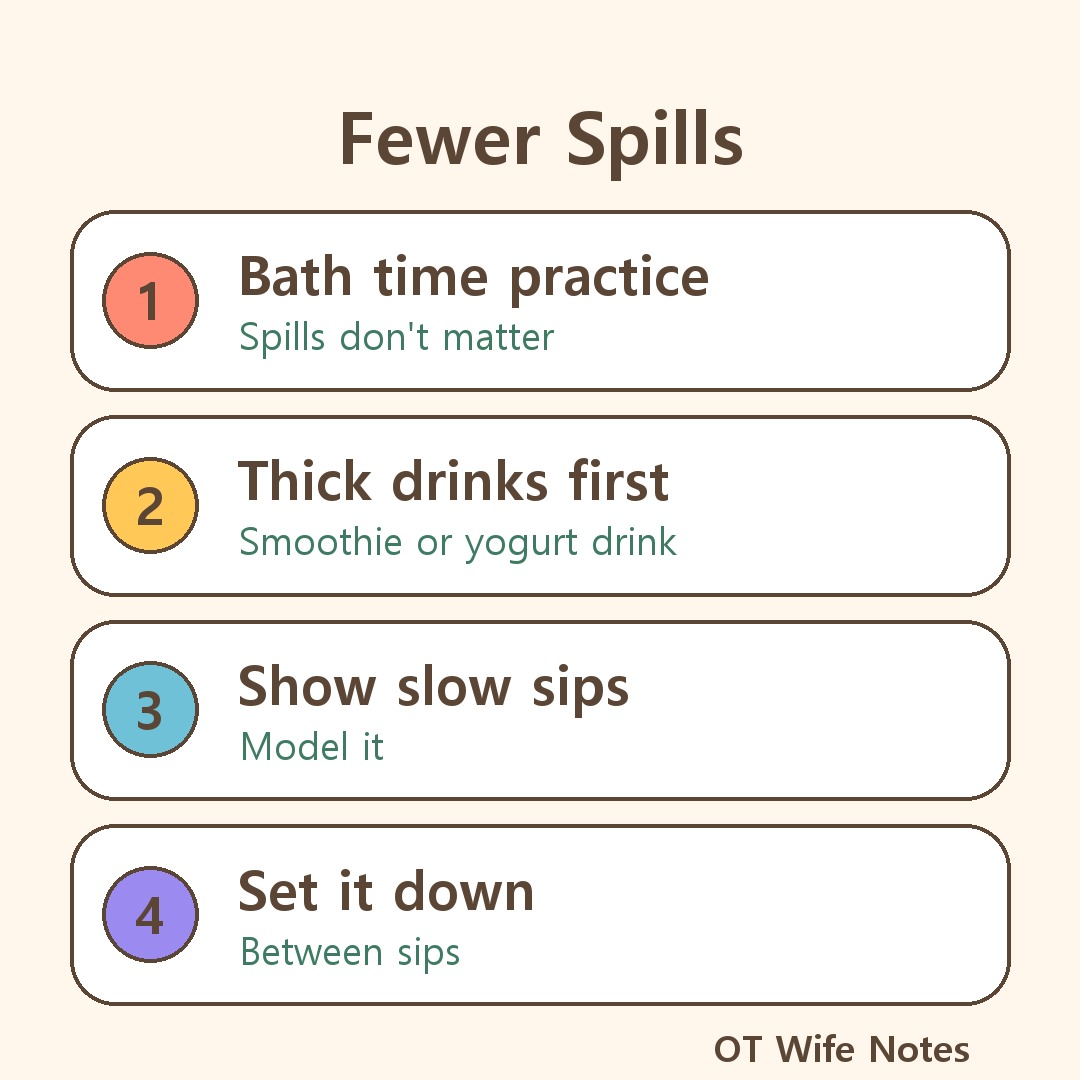 Fewer Spills
1
Bath time practice
Spills don't matter
2
Thick drinks first
Smoothie or yogurt drink
3
Show slow sips
Model it
4
Set it down
Between sips
OT Wife Notes